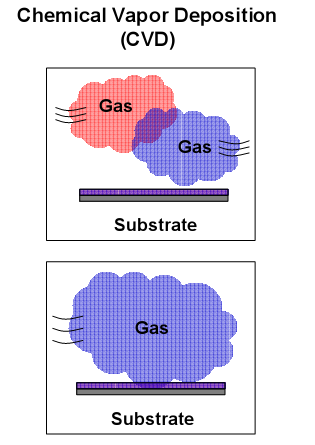 Chemical Vapor Deposition
(CVD)
Gas
Gas
Substrate
Gas
Substrate